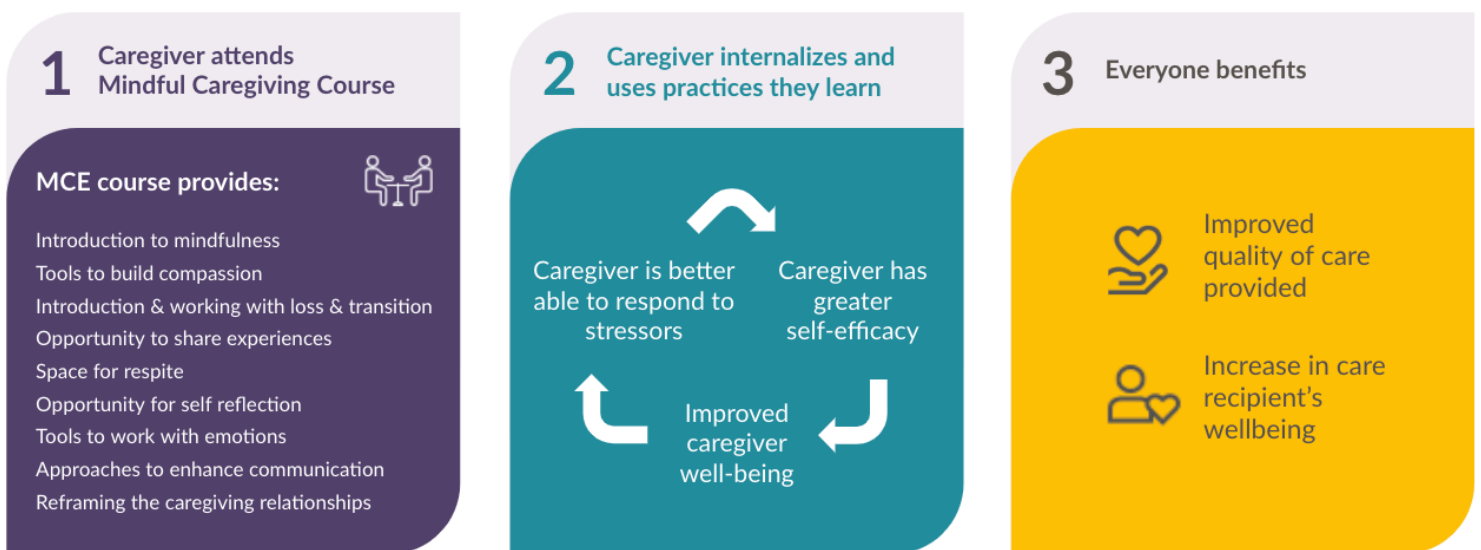 1
Caregiver attends
Mindful Caregiving Course
MCE course provides:
Introduction to mindfulness
Tools to build compassion
Introduction & working with loss & transition
Opportunity to share experiences
Space for respite
Opportunity for self reflection
Tools to work with emotions
Approaches to enhance communication
Reframing the caregiving relationships
2
Caregiver internalizes and
uses practices they learn
Caregiver is better
able to respond to
stressors
Caregiver has
greater
self-efficacy
Improved
caregiver
well-being
3
Everyone benefits
Improved
quality of care
provided
Increase in care
recipient’s
wellbeing